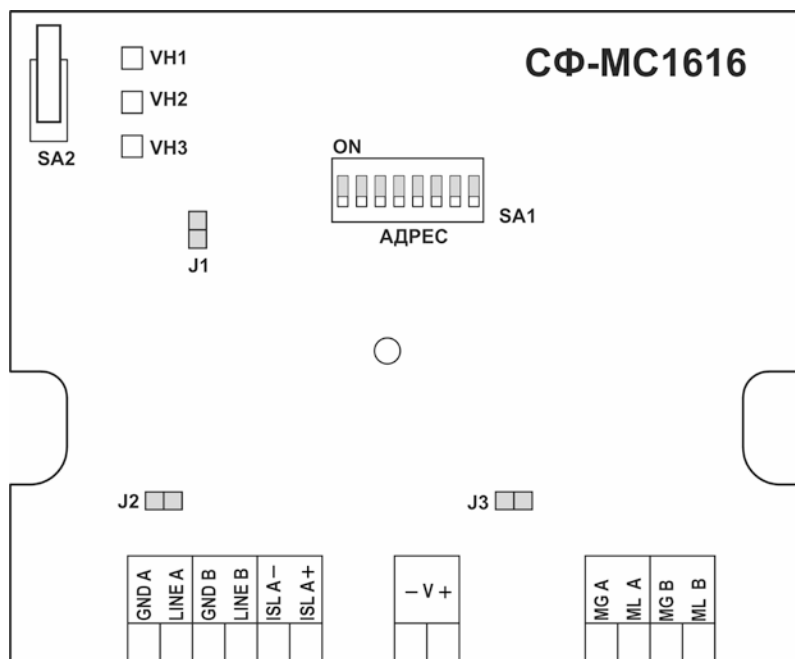 СФ-МС1616
VH1
VH2
VH3
SA2
ON
SA1
АДРЕС
J1
J2
J3
GND A
LINE A
GND B
LINE B
ISL A−
ISL A+
− V +
MG A
ML A
MG B
ML B